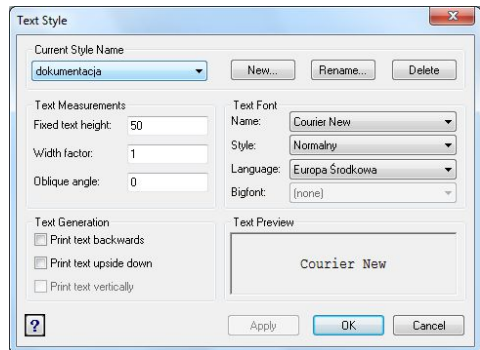 Text Style
Current Style Name
dokumentacja
New...
Rename...
Delete
Text Measurements
Fixed text height: 50
Width factor: 1
Oblique angle: 0
Text Font
Name: Courier New
Style: Normalny
Language: Europa Środkowa
Bigfont: (none)
Text Generation
Print text backwards
Print text upside down
Print text vertically
Text Preview
Courier New
?
Apply
OK
Cancel